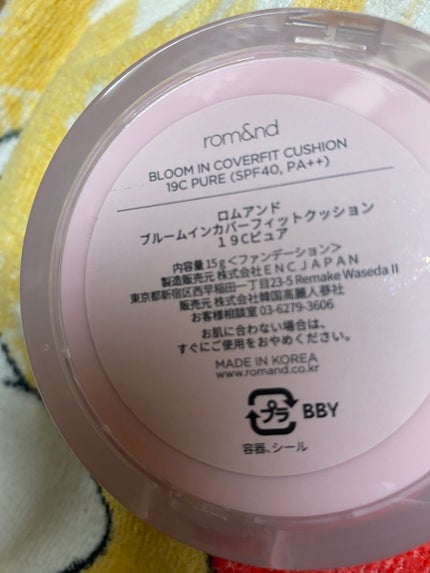 rom&nd
BLOOM IN COVERFIT CUSHION
19C PURE (SPF40, PA++)
ロムアンド
ブルームインカバーフィットクッション
19Cピュア
内容量15g<ファンデーション>
製造販売元 株式会社ENCJAPAN
東京都新宿区西早稲田一丁目23-5 Remake Waseda II
販売元 株式会社韓国高麗人蔘社
お客様相談室 03-6279-3606
お肌に合わない場合は、
すぐにご使用をおやめください。
MADE IN KOREA
www.romand.co.kr
プラ BBY
容器、シール